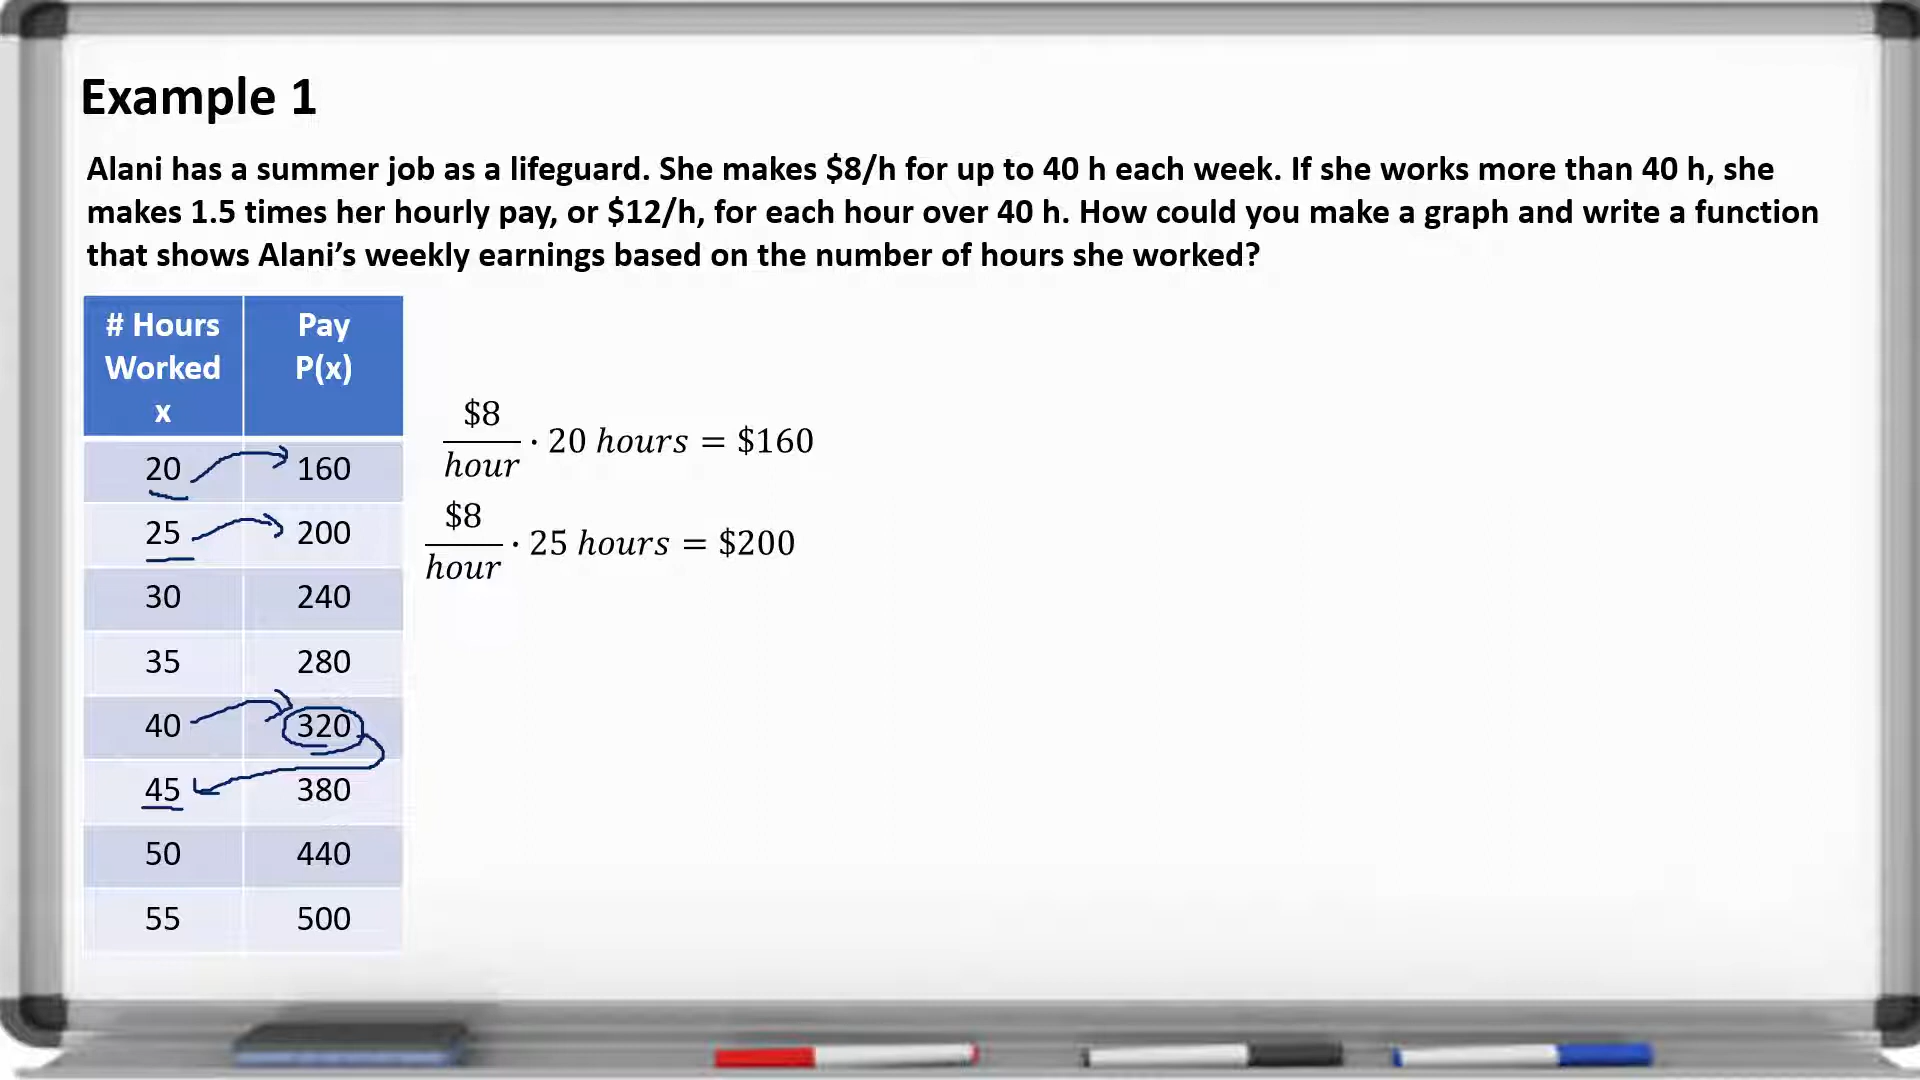 Example 1
Alani has a summer job as a lifeguard. She makes $8/h for up to 40 h each week. If she works more than 40 h, she
makes 1.5 times her hourly pay, or $12/h, for each hour over 40 h. How could you make a graph and write a function
that shows Alani’s weekly earnings based on the number of hours she worked?
# Hours Worked x | Pay P(x)
20 | 160
25 | 200
30 | 240
35 | 280
40 | 320
45 | 380
50 | 440
55 | 500
$8/hour · 20 hours = $160
$8/hour · 25 hours = $200